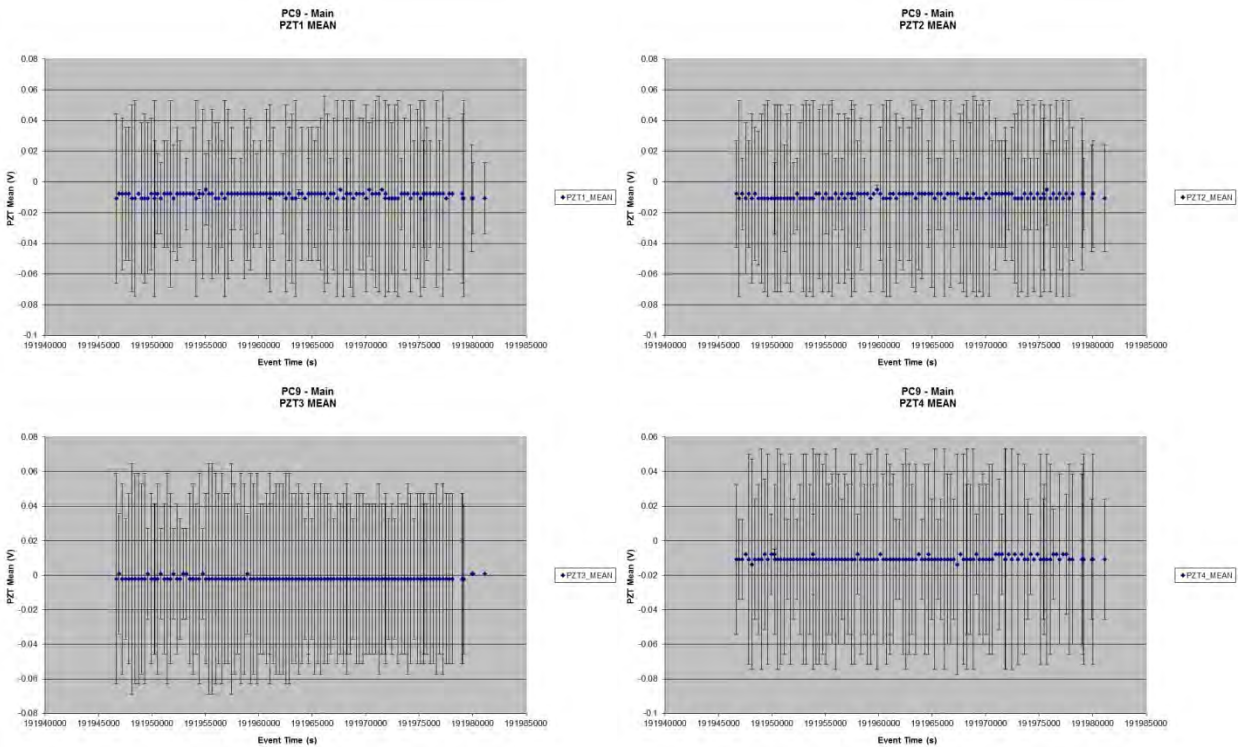 PC9 - Main
PZT1 MEAN
0.08
0.06
0.04
0.02
0
-0.02
-0.04
-0.06
-0.08
-0.1
PZT Mean (V)
191940000 191945000 191950000 191955000 191960000 191965000 191970000 191975000 191980000 191985000
Event Time (s)
PZT1_MEAN
PC9 - Main
PZT2 MEAN
0.08
0.06
0.04
0.02
0
-0.02
-0.04
-0.06
-0.08
-0.1
PZT Mean (V)
191940000 191945000 191950000 191955000 191960000 191965000 191970000 191975000 191980000 191985000
Event Time (s)
PZT2_MEAN
PC9 - Main
PZT3 MEAN
0.08
0.06
0.04
0.02
0
-0.02
-0.04
-0.06
-0.08
PZT Mean (V)
191940000 191945000 191950000 191955000 191960000 191965000 191970000 191975000 191980000 191985000
Event Time (s)
PZT3_MEAN
PC9 - Main
PZT4 MEAN
0.06
0.04
0.02
0
-0.02
-0.04
-0.06
-0.08
-0.1
PZT Mean (V)
191940000 191945000 191950000 191955000 191960000 191965000 191970000 191975000 191980000 191985000
Event Time (s)
PZT4_MEAN